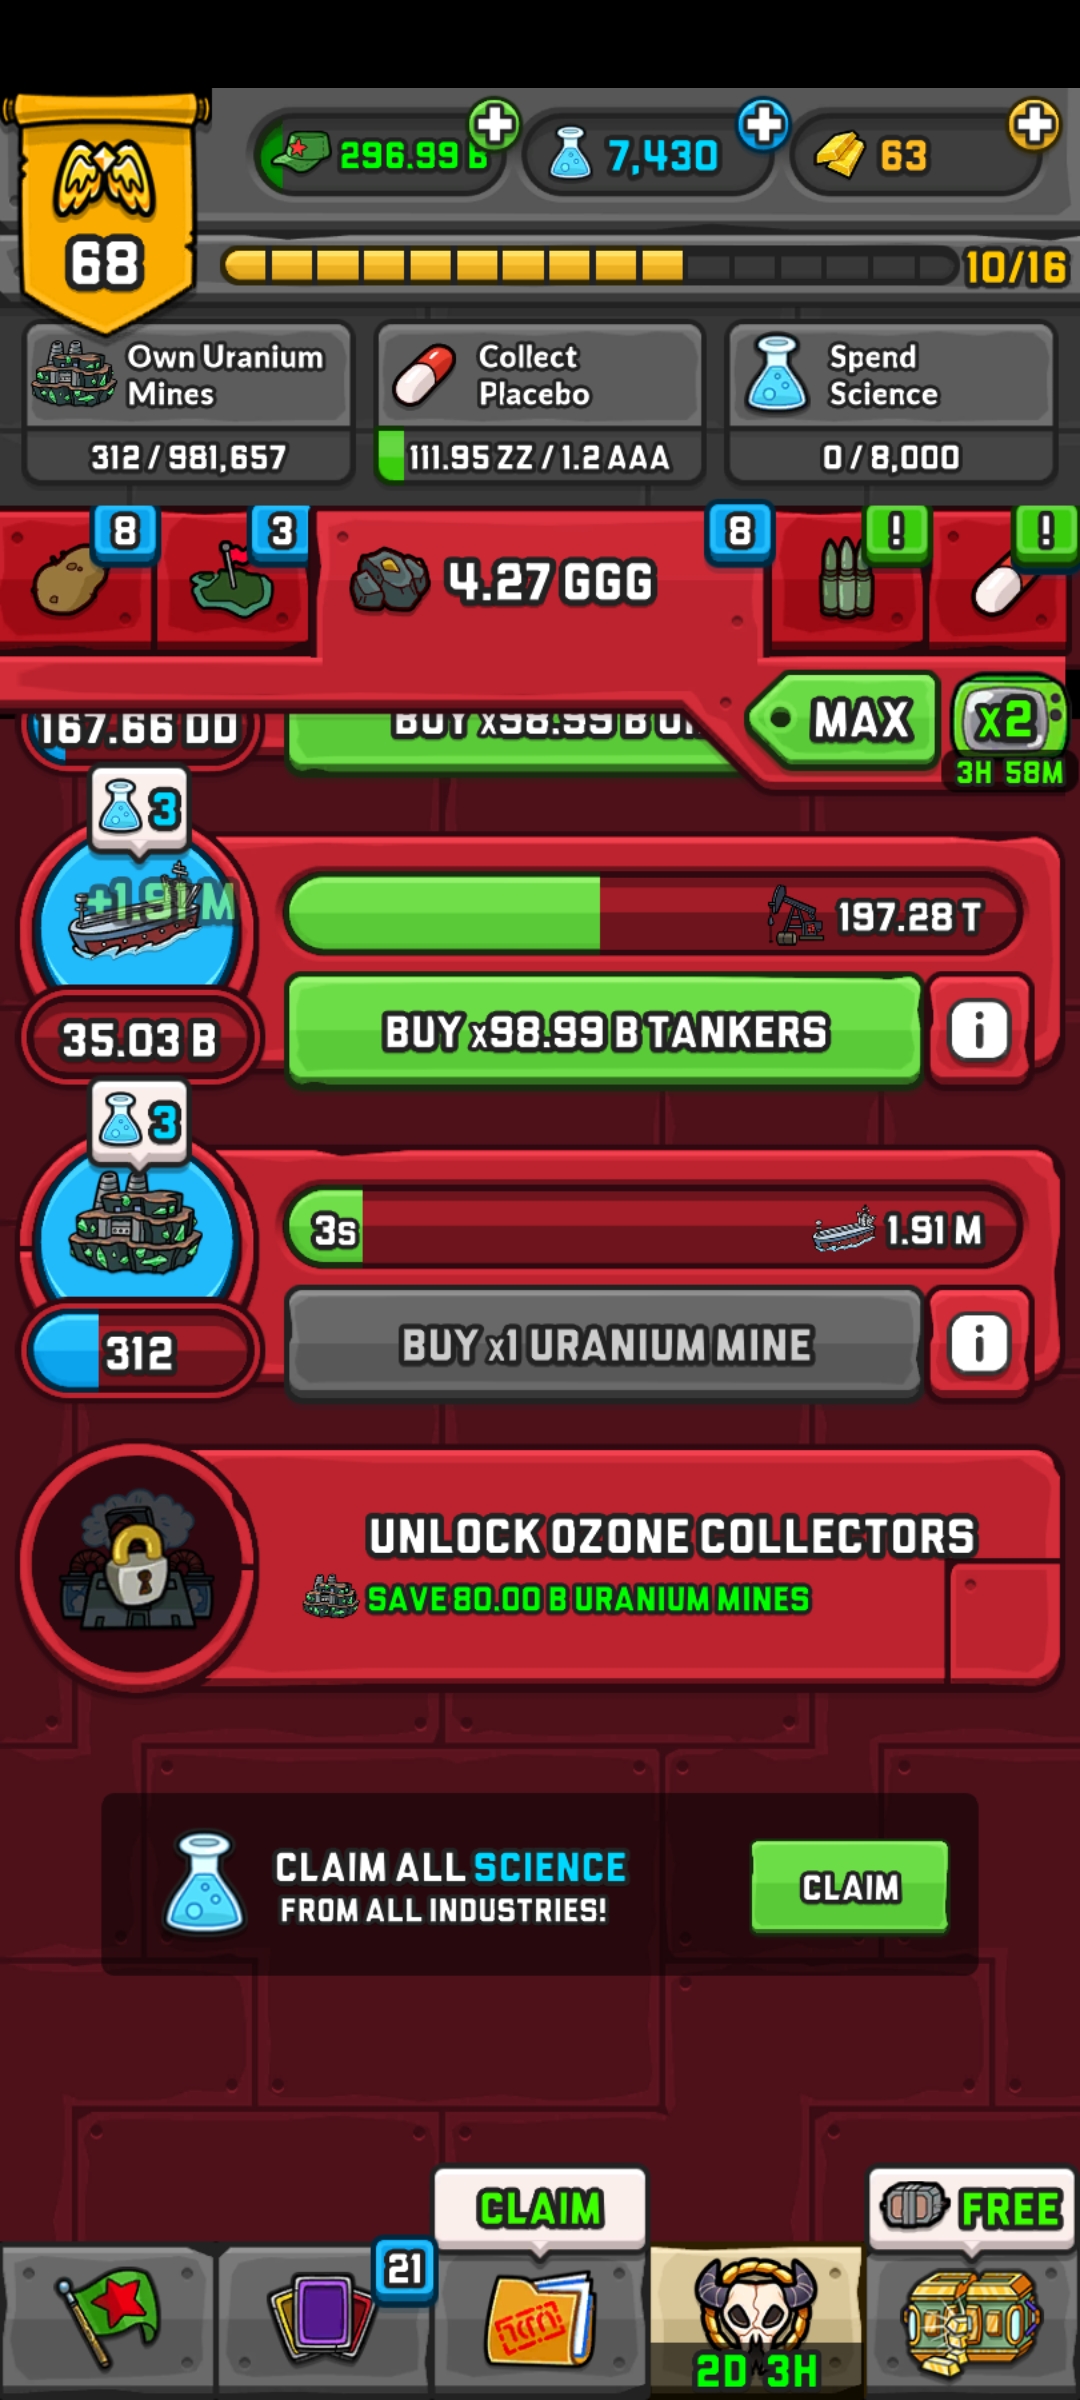 296.99 B
7,430
63
68
10/16
Own Uranium
Mines
312 / 981,657
Collect
Placebo
111.95 ZZ / 1.2 AAA
Spend
Science
0 / 8,000
8
3
4.27 GGG
8
!
!
167.66 DD
BUY x98.99 B
MAX
x2
3H 58M
3
+1.91 M
197.28 T
35.03 B
BUY x98.99 B TANKERS
i
3
3s
1.91 M
312
BUY x1 URANIUM MINE
i
UNLOCK OZONE COLLECTORS
SAVE 80.00 B URANIUM MINES
CLAIM ALL SCIENCE
FROM ALL INDUSTRIES!
CLAIM
CLAIM
FREE
21
2D 3H